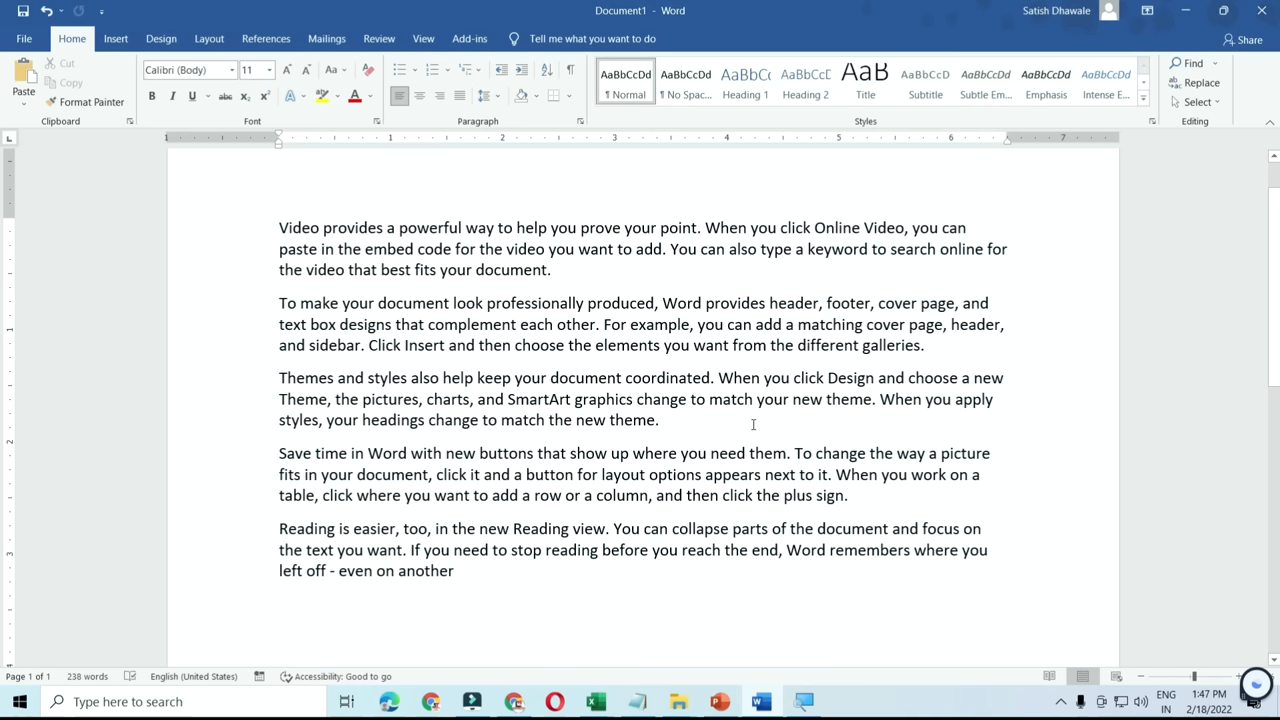 Document1 - Word
Satish Dhawale
File Home Insert Design Layout References Mailings Review View Add-ins Tell me what you want to do
Share
Paste
Cut
Copy
Format Painter
Clipboard
Calibri (Body) 11
Font
Paragraph
AaBbCcDd AaBbCcDd AaBbC( AaBbCcE AaB AaBbCcD AaBbCcDd AaBbCcDd AaBbCcDd
¶ Normal ¶ No Spac... Heading 1 Heading 2 Title Subtitle Subtle Em... Emphasis Intense E...
Styles
Find
Replace
Select
Editing
1 1 2 3 4 5 6 7
Video provides a powerful way to help you prove your point. When you click Online Video, you can
paste in the embed code for the video you want to add. You can also type a keyword to search online for
the video that best fits your document.
To make your document look professionally produced, Word provides header, footer, cover page, and
text box designs that complement each other. For example, you can add a matching cover page, header,
and sidebar. Click Insert and then choose the elements you want from the different galleries.
Themes and styles also help keep your document coordinated. When you click Design and choose a new
Theme, the pictures, charts, and SmartArt graphics change to match your new theme. When you apply
styles, your headings change to match the new theme.
Save time in Word with new buttons that show up where you need them. To change the way a picture
fits in your document, click it and a button for layout options appears next to it. When you work on a
table, click where you want to add a row or a column, and then click the plus sign.
Reading is easier, too, in the new Reading view. You can collapse parts of the document and focus on
the text you want. If you need to stop reading before you reach the end, Word remembers where you
left off - even on another
Page 1 of 1 238 words English (United States) Accessibility: Good to go
Type here to search
ENG
IN
1:47 PM
2/18/2022